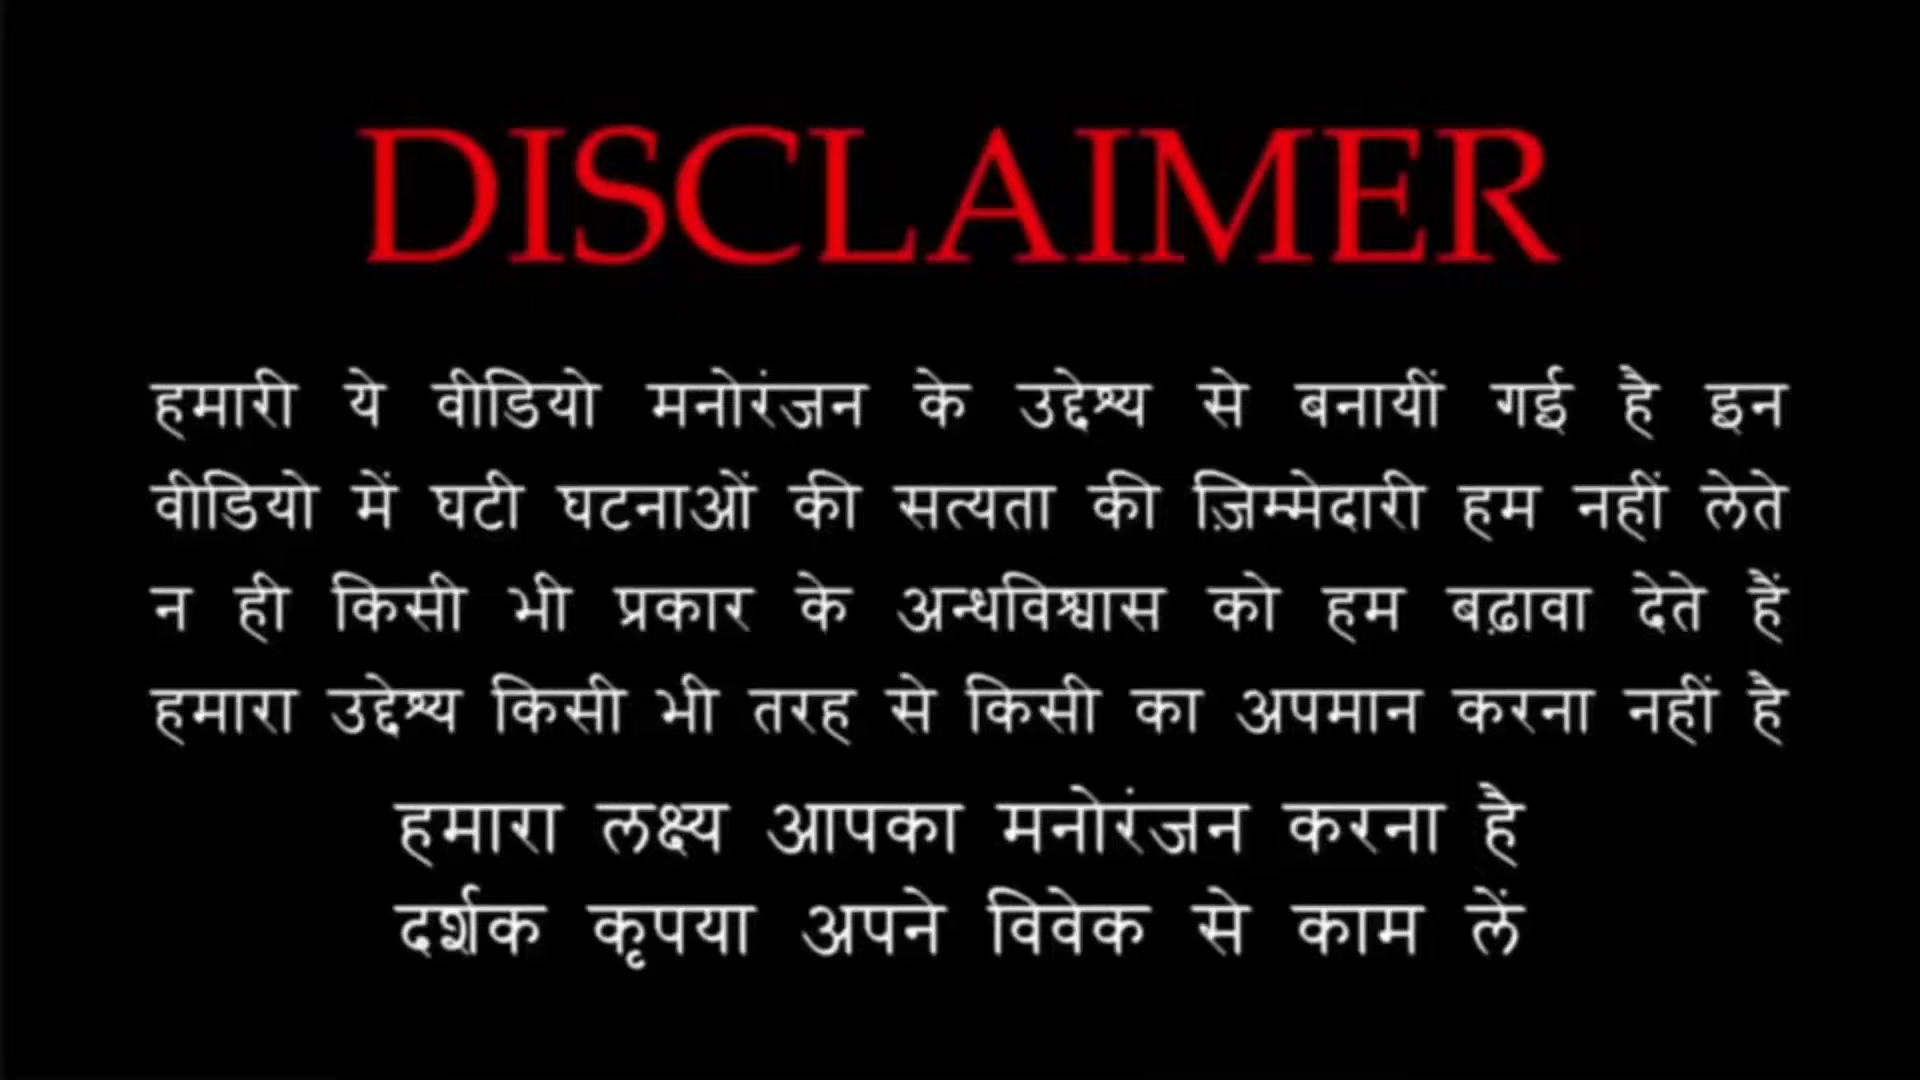 DISCLAIMER
हमारी ये वीडियो मनोरंजन के उद्देश्य से बनायीं गई है इन
वीडियो में घटी घटनाओं की सत्यता की ज़िम्मेदारी हम नहीं लेते
न ही किसी भी प्रकार के अन्धविश्वास को हम बढ़ावा देते हैं
हमारा उद्देश्य किसी भी तरह से किसी का अपमान करना नहीं है
हमारा लक्ष्य आपका मनोरंजन करना है
दर्शक कृपया अपने विवेक से काम लें